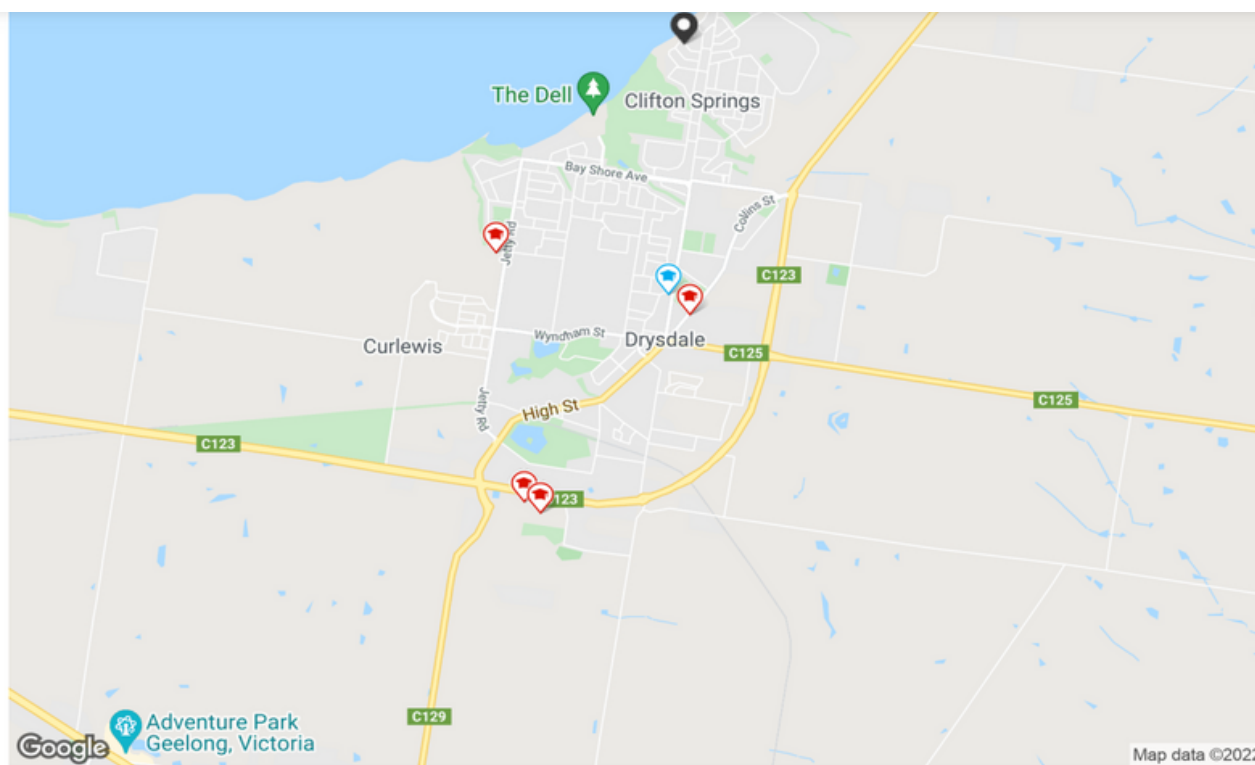 The Dell
Clifton Springs
Bay Shore Ave
Collins St
Jetty Rd
C123
Wyndham St
Drysdale
Curlewis
C125
C125
Jetty Rd
High St
C123
123
C129
Adventure Park
Geelong, Victoria
Google
Map data ©2022